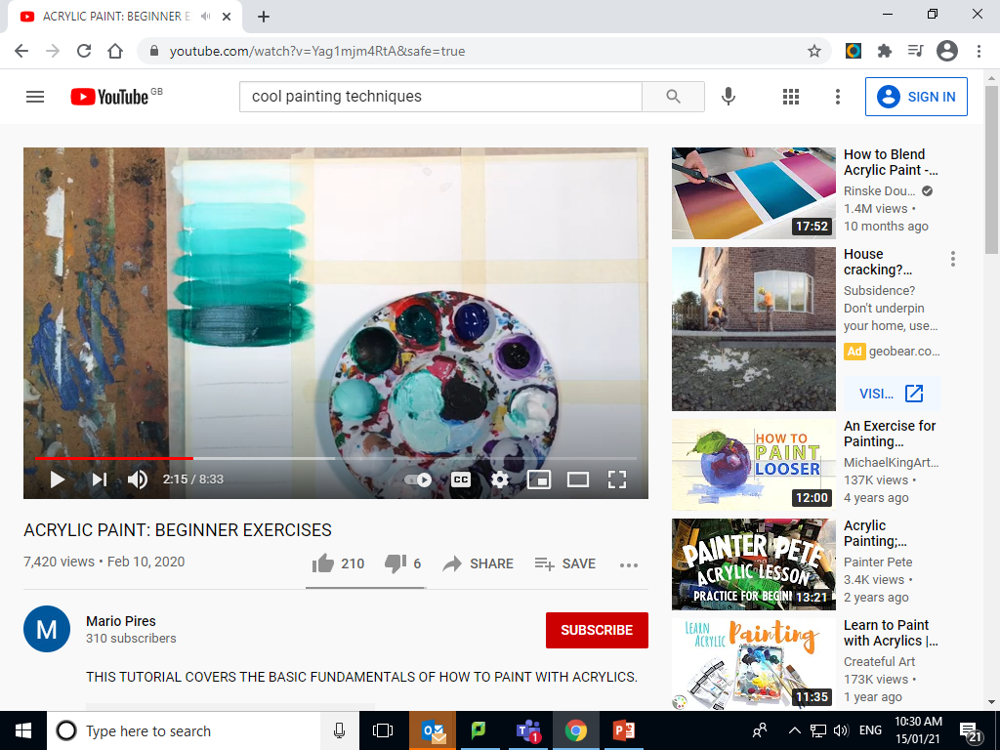 ACRYLIC PAINT: BEGINNER E
youtube.com/watch?v=Yag1mjm4RtA&safe=true
YouTube GB
cool painting techniques
SIGN IN
2:15 / 8:33
CC
ACRYLIC PAINT: BEGINNER EXERCISES
7,420 views • Feb 10, 2020
210
6
SHARE
SAVE
M
Mario Pires
310 subscribers
SUBSCRIBE
THIS TUTORIAL COVERS THE BASIC FUNDAMENTALS OF HOW TO PAINT WITH ACRYLICS.
17:52
How to Blend
Acrylic Paint -...
Rinske Dou...
1.4M views •
10 months ago
House
cracking?...
Subsidence?
Don't underpin
your home, use...
Ad geobear.co...
VISI...
HOW TO
PAINT
LOOSER
12:00
An Exercise for
Painting...
MichaelKingArt...
137K views •
4 years ago
PAINTER PETE
ACRYLIC LESSON
PRACTICE FOR BEGINI
13:21
Acrylic
Painting;...
Painter Pete
3.4K views •
2 years ago
LEARN
ACRYLIC
Painting
11:35
Learn to Paint
with Acrylics |...
Createful Art
173K views •
1 year ago
Type here to search
1
ENG
10:30 AM
15/01/21
21